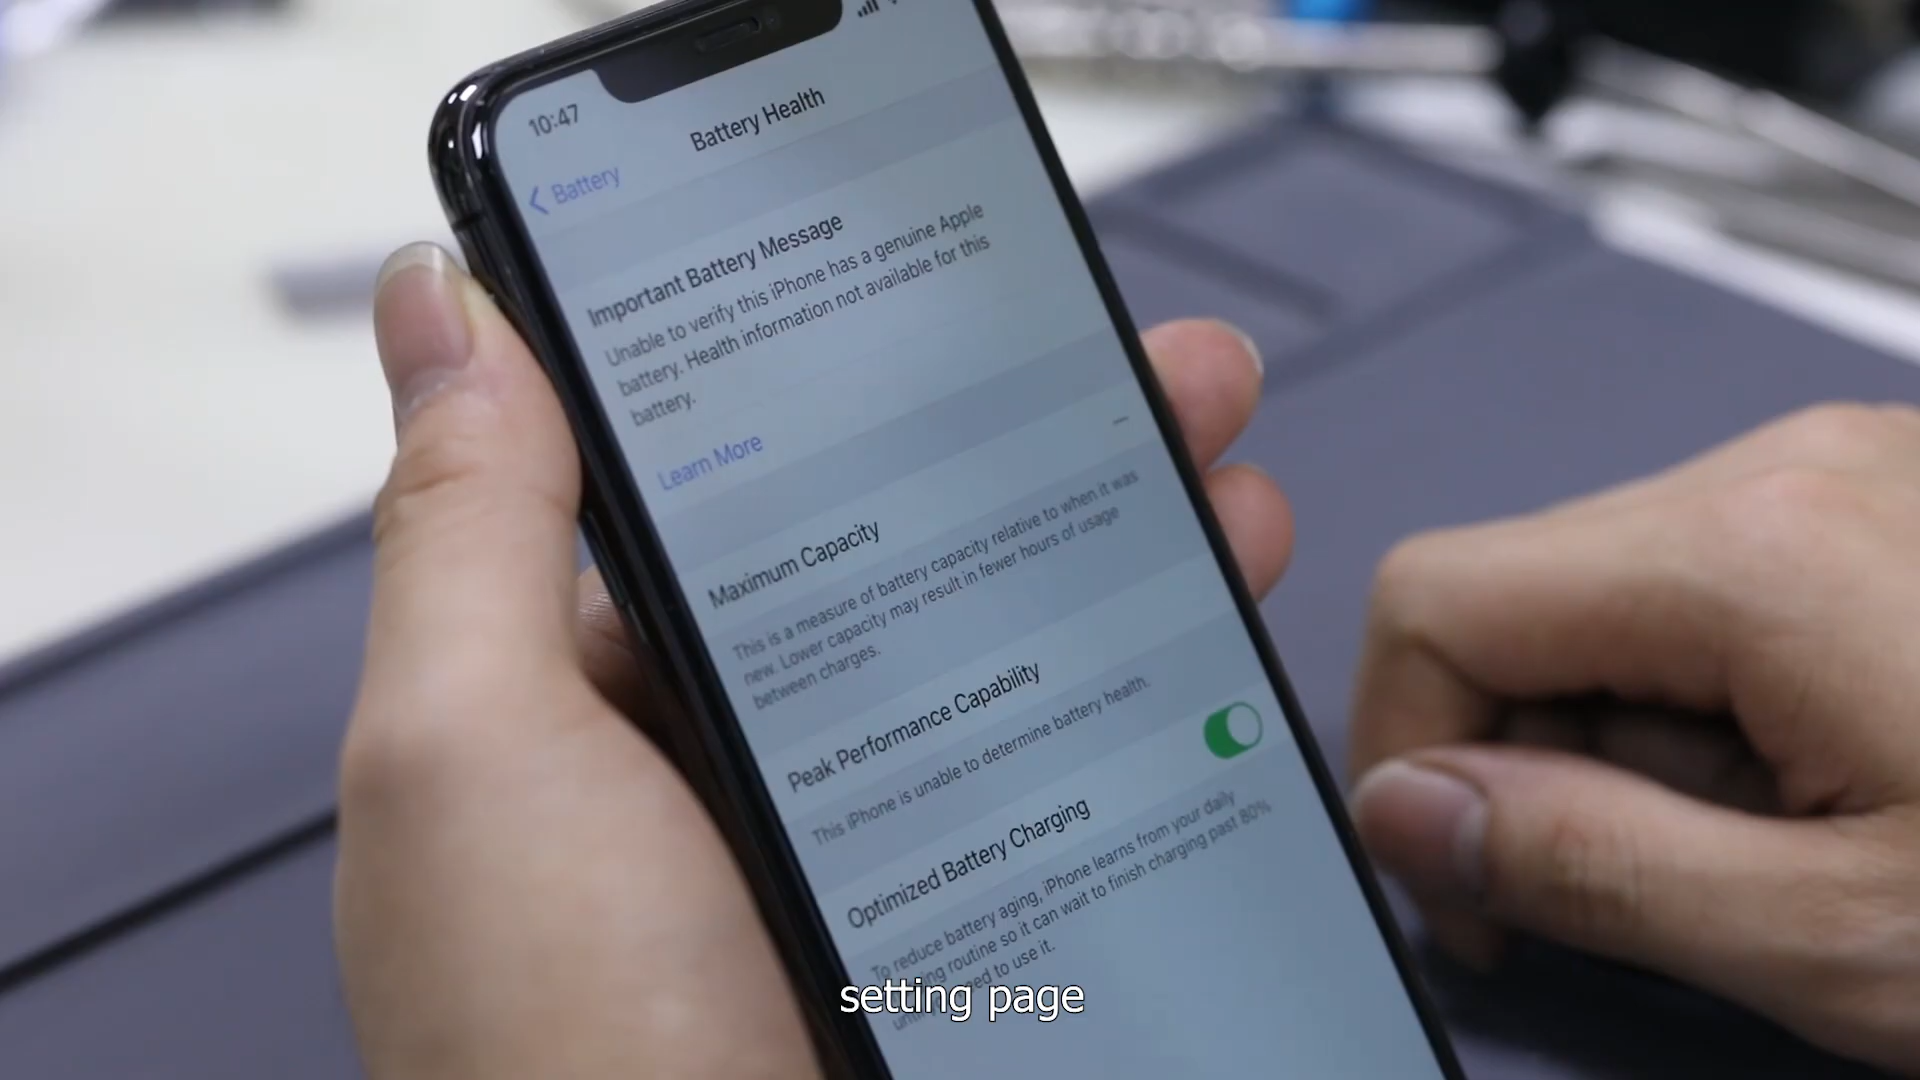 10:47
Battery
Battery Health
Important Battery Message
Unable to verify this iPhone has a genuine Apple
battery. Health information not available for this
battery.
Learn More
Maximum Capacity
–
This is a measure of battery capacity relative to when it was
new. Lower capacity may result in fewer hours of usage
between charges.
Peak Performance Capability
This iPhone is unable to determine battery health.
Optimized Battery Charging
To reduce battery aging, iPhone learns from your daily
routine so it can wait to finish charging past 80%
need to use it.
setting page